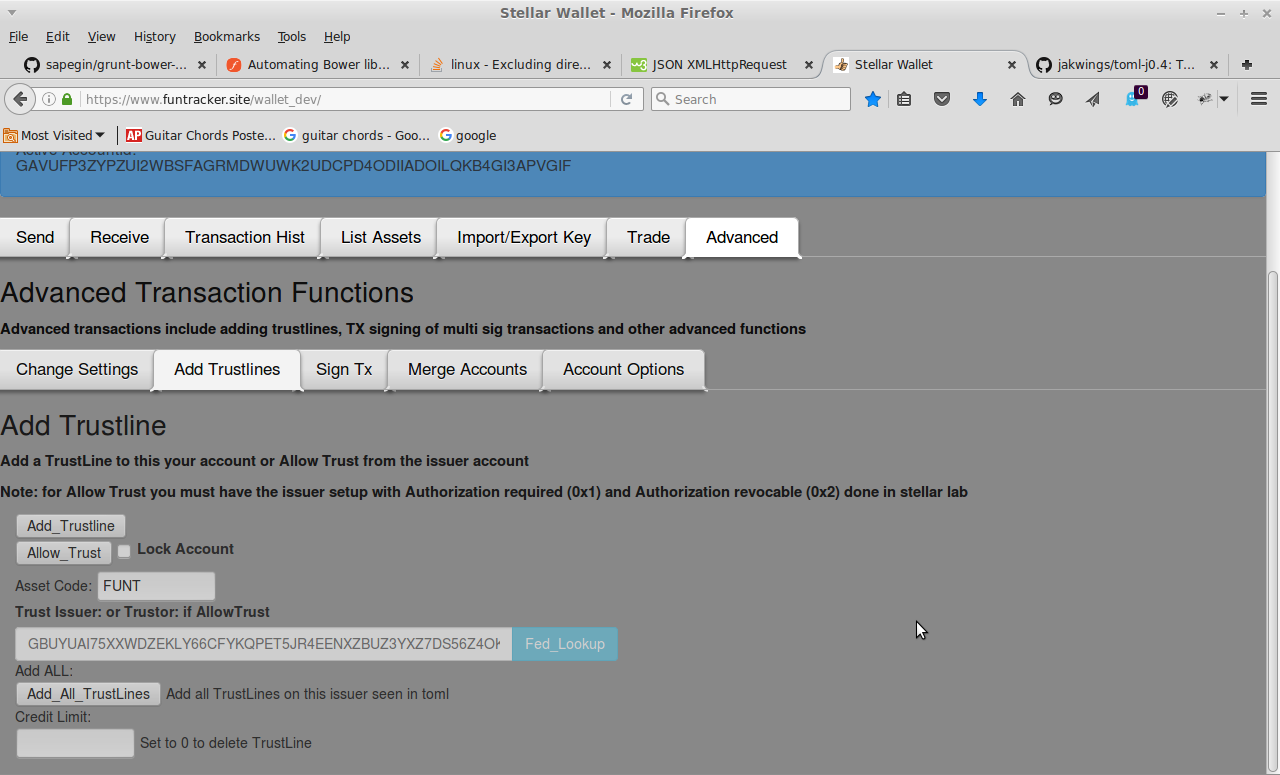 Stellar Wallet - Mozilla Firefox
File Edit View History Bookmarks Tools Help
sapegin/grunt-bower-... Automating Bower lib... linux - Excluding dire... JSON XMLHttpRequest Stellar Wallet jakwings/toml-j0.4: T...
https://www.funtracker.site/wallet_dev/ Search 0
Most Visited AP Guitar Chords Poste... guitar chords - Goo... google
Active AccountId:
GAVUFP3ZYPZUI2WBSFAGRMDWUWK2UDCPD4ODIIADOILQKB4GI3APVGIF
Send Receive Transaction Hist List Assets Import/Export Key Trade Advanced
Advanced Transaction Functions
Advanced transactions include adding trustlines, TX signing of multi sig transactions and other advanced functions
Change Settings Add Trustlines Sign Tx Merge Accounts Account Options
Add Trustline
Add a TrustLine to this your account or Allow Trust from the issuer account
Note: for Allow Trust you must have the issuer setup with Authorization required (0x1) and Authorization revocable (0x2) done in stellar lab
Add_Trustline
Allow_Trust Lock Account
Asset Code: FUNT
Trust Issuer: or Trustor: if AllowTrust
GBUYUAI75XXWDZEKLY66CFYKQPET5JR4EENXZBUZ3YXZ7DS56Z4OK Fed_Lookup
Add ALL:
Add_All_TrustLines Add all TrustLines on this issuer seen in toml
Credit Limit:
Set to 0 to delete TrustLine